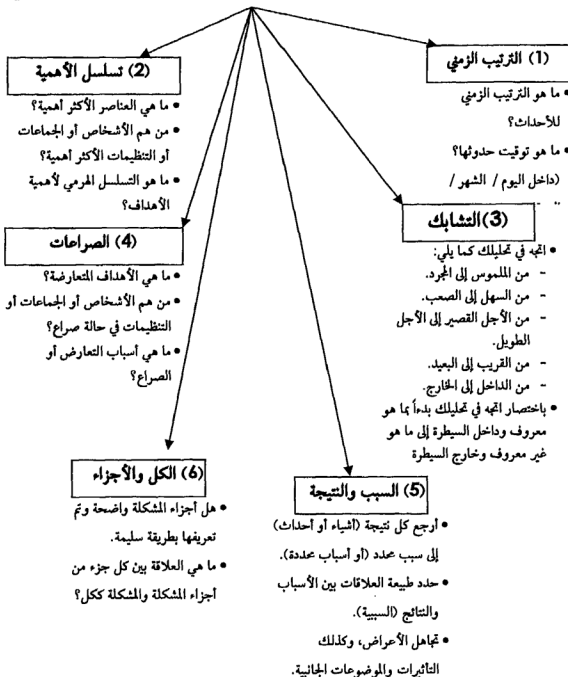 (1) الترتيب الزمني
• ما هو الترتيب الزمني
للأحداث؟
• ما هو توقيت حدوثها؟
(داخل اليوم / الشهر /
(2) تسلسل الأهمية
• ما هي العناصر الأكثر أهمية؟
• من هم الأشخاص أو الجماعات
أو التنظيمات الأكثر أهمية؟
• ما هو التسلسل الهرمي لأهمية
الأهداف؟
(3) التشابك
• اتجه في تحليلك كما يلي:
- من الملموس إلى المجرد.
- من السهل إلى الصعب.
- من الأجل القصير إلى الأجل
الطويل.
- من القريب إلى البعيد.
- من الداخل إلى الخارج.
• باختصار اتجه في تحليلك بدءاً بما هو
معروف وداخل السيطرة إلى ما هو
غير معروف وخارج السيطرة
(4) الصراعات
• ما هي الأهداف المتعارضة؟
• من هم الأشخاص أو الجماعات أو
التنظيمات في حالة صراع؟
• ما هي أسباب التعارض أو
الصراع؟
(5) السبب والنتيجة
• أرجع كل نتيجة (أشياء أو أحداث)
إلى سبب محدد (أو أسباب محددة).
• حدد طبيعة العلاقات بين الأسباب
والنتائج (السببية).
• تجاهل الأعراض، وكذلك
التأثيرات والموضوعات الجانبية.
(6) الكل والأجزاء
• هل أجزاء المشكلة واضحة وتم
تعريفها بطريقة سليمة.
• ما هي العلاقة بين كل جزء من
أجزاء المشكلة والمشكلة ككل؟